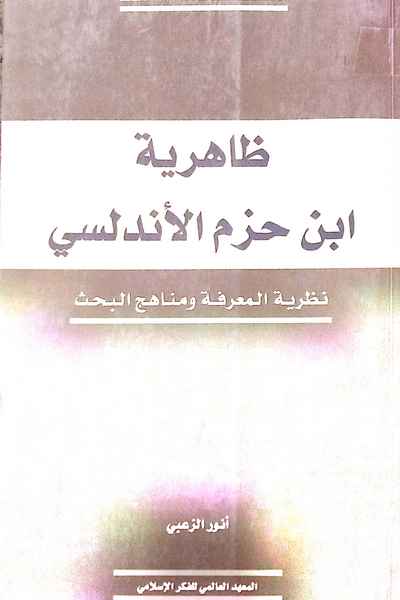 ظاهرية
ابن حزم الأندلسي
نظرية المعرفة ومناهج البحث
أنور الزعبي
المعهد العالمي للفكر الإسلامي